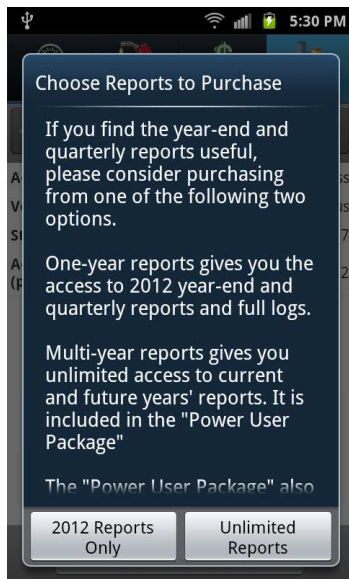 5:30 PM
Choose Reports to Purchase
If you find the year-end and
quarterly reports useful,
please consider purchasing
from one of the following two
options.
One-year reports gives you the
access to 2012 year-end and
quarterly reports and full logs.
Multi-year reports gives you
unlimited access to current
and future years' reports. It is
included in the "Power User
Package"
The "Power User Package" also
2012 Reports
Only
Unlimited
Reports